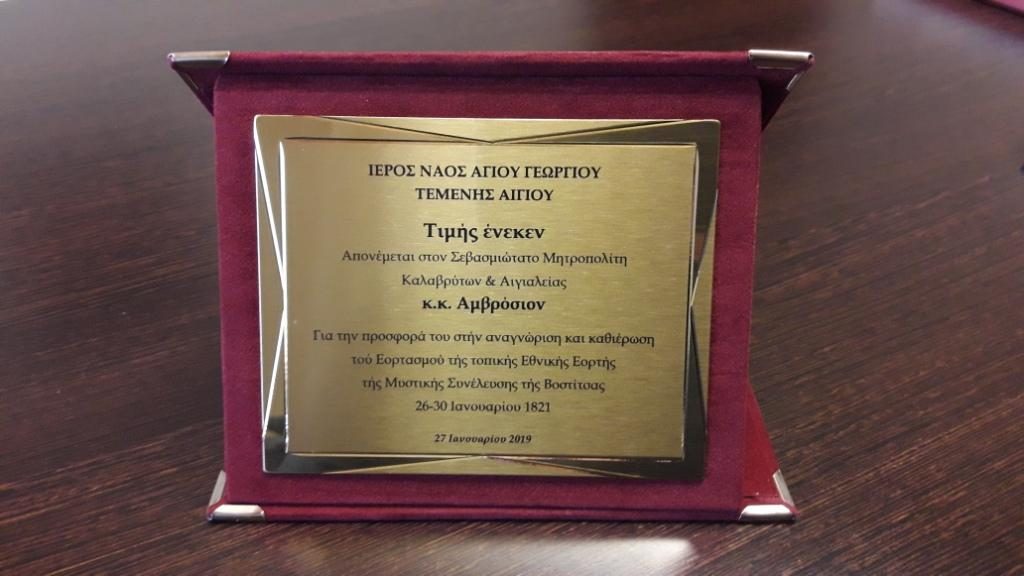 ΙΕΡΟΣ ΝΑΟΣ ΑΓΙΟΥ ΓΕΩΡΓΙΟΥ
ΤΕΜΕΝΗΣ ΑΙΓΙΟΥ
Τιμής ένεκεν
Απονέμεται στον Σεβασμιώτατο Μητροπολίτη
Καλαβρύτων & Αιγιαλείας
κ.κ. Αμβρόσιον
Για την προσφορά του στήν αναγνώριση και καθιέρωση
τού Εορτασμού τής τοπικής Εθνικής Εορτής
τής Μυστικής Συνέλευσης τής Βοστίτσας
26-30 Ιανουαρίου 1821
27 Ιανουαρίου 2019